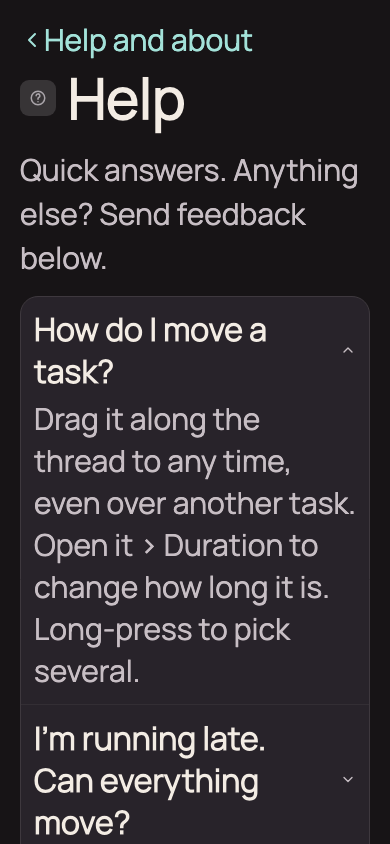 Help and about
Help
Quick answers. Anything
else? Send feedback
below.
How do I move a
task?
Drag it along the
thread to any time,
even over another task.
Open it > Duration to
change how long it is.
Long-press to pick
several.
I’m running late.
Can everything
move?